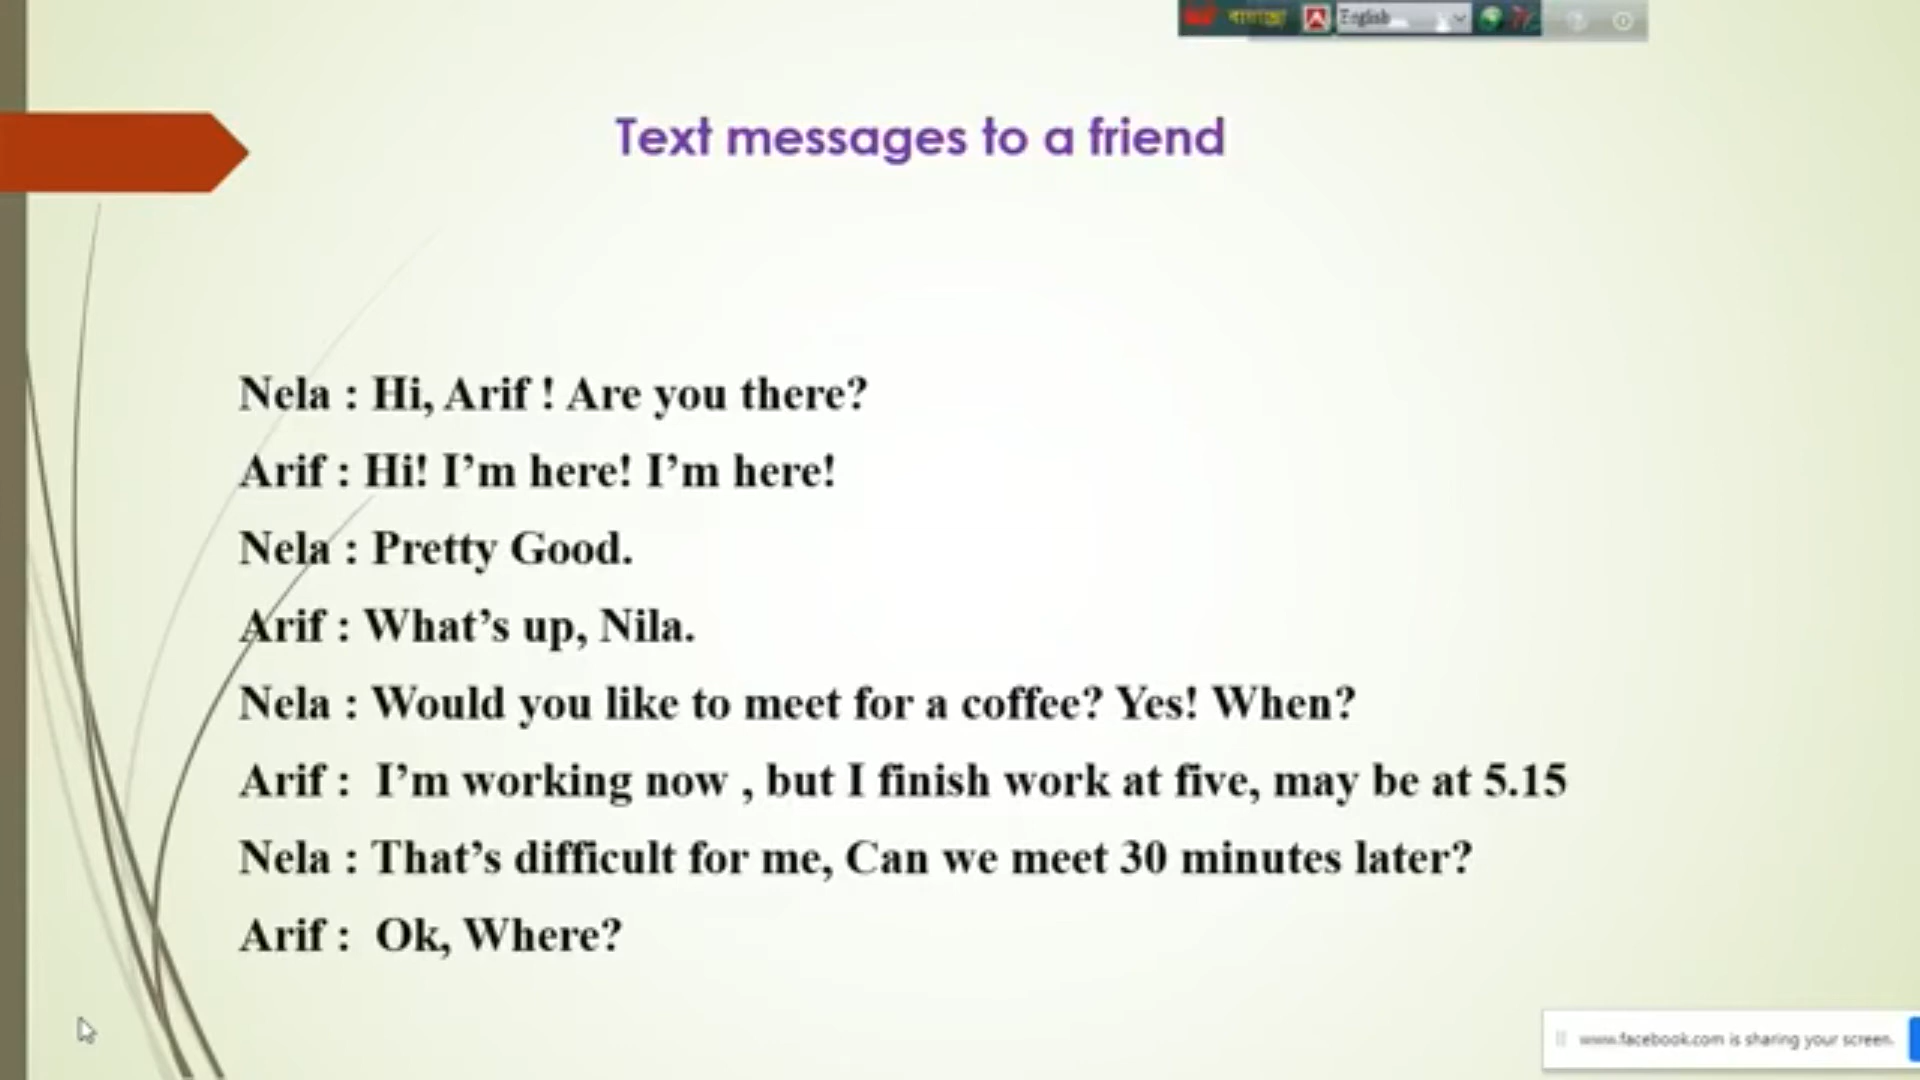 English
Text messages to a friend
Nela : Hi, Arif ! Are you there?
Arif : Hi! I’m here! I’m here!
Nela : Pretty Good.
Arif : What’s up, Nila.
Nela : Would you like to meet for a coffee? Yes! When?
Arif : I’m working now , but I finish work at five, may be at 5.15
Nela : That’s difficult for me, Can we meet 30 minutes later?
Arif : Ok, Where?
www.facebook.com is sharing your screen.